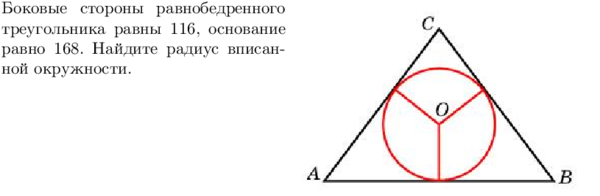 Боковые стороны равнобедренного
треугольника равны 116, основание
равно 168. Найдите радиус вписан-
ной окружности.
C
O
A
B